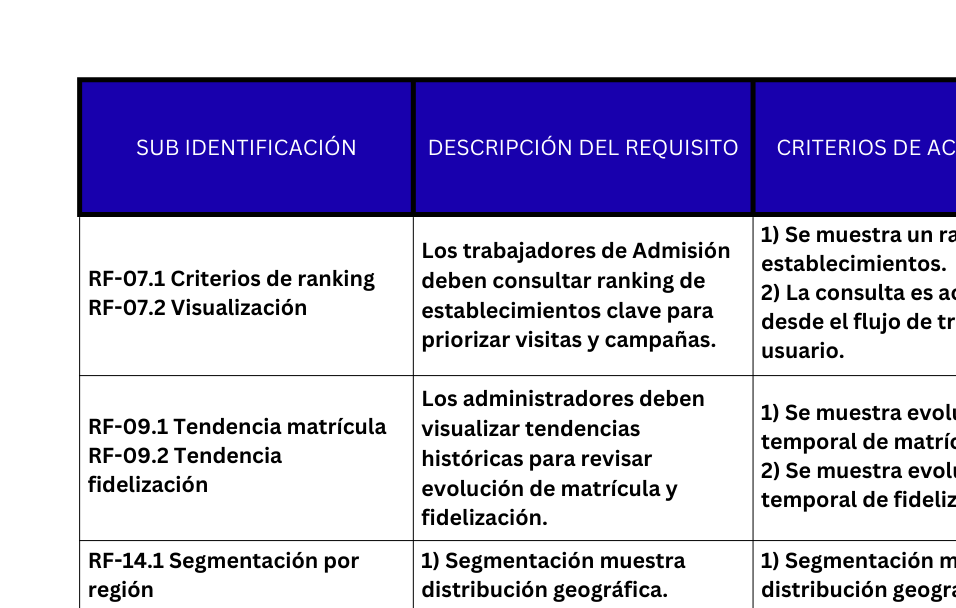 SUB IDENTIFICACIÓN
DESCRIPCIÓN DEL REQUISITO
CRITERIOS DE AC
RF-07.1 Criterios de ranking
RF-07.2 Visualización
Los trabajadores de Admisión
deben consultar ranking de
establecimientos clave para
priorizar visitas y campañas.
1) Se muestra un ra
establecimientos.
2) La consulta es a
desde el flujo de tr
usuario.
RF-09.1 Tendencia matrícula
RF-09.2 Tendencia
fidelización
Los administradores deben
visualizar tendencias
históricas para revisar
evolución de matrícula y
fidelización.
1) Se muestra evol
temporal de matríc
2) Se muestra evol
temporal de fideliz
RF-14.1 Segmentación por
región
1) Segmentación muestra
distribución geográfica.
1) Segmentación m
distribución geogr